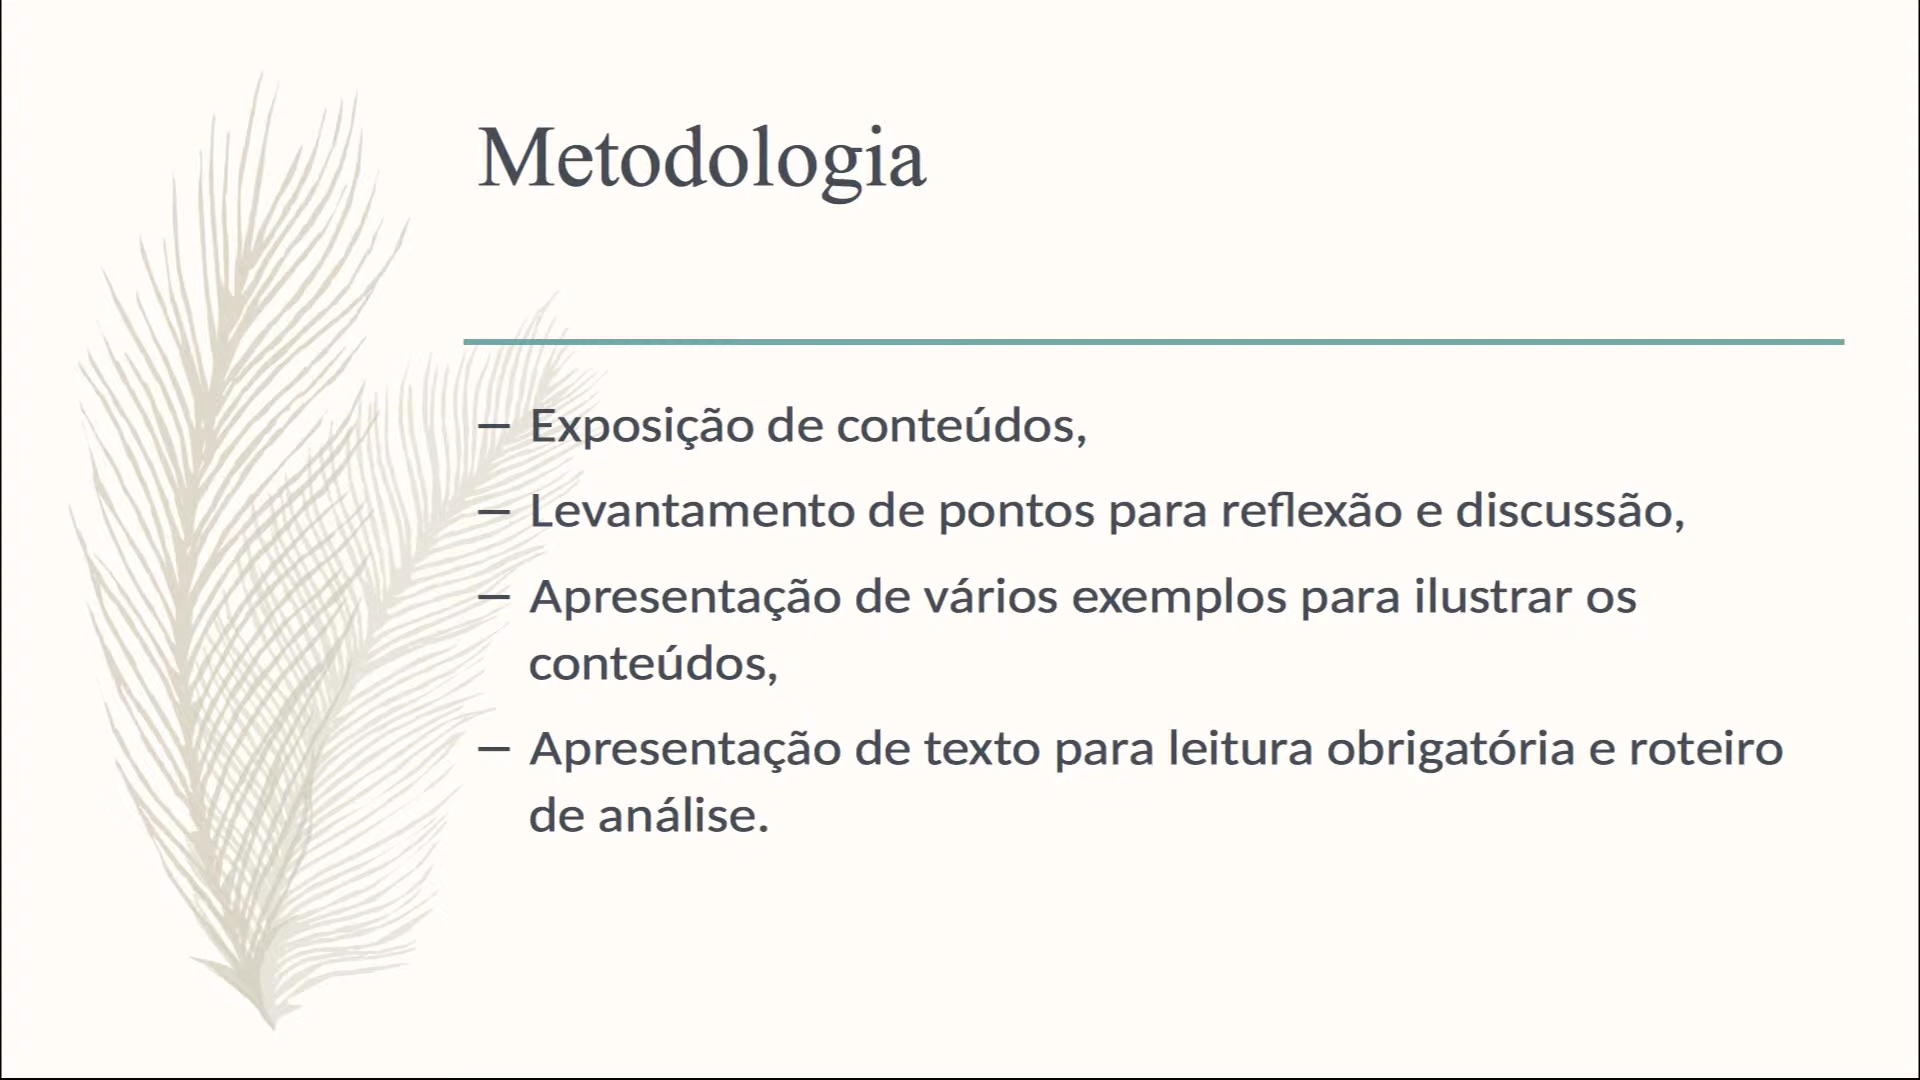 Metodologia
– Exposição de conteúdos,
– Levantamento de pontos para reflexão e discussão,
– Apresentação de vários exemplos para ilustrar os
conteúdos,
– Apresentação de texto para leitura obrigatória e roteiro
de análise.